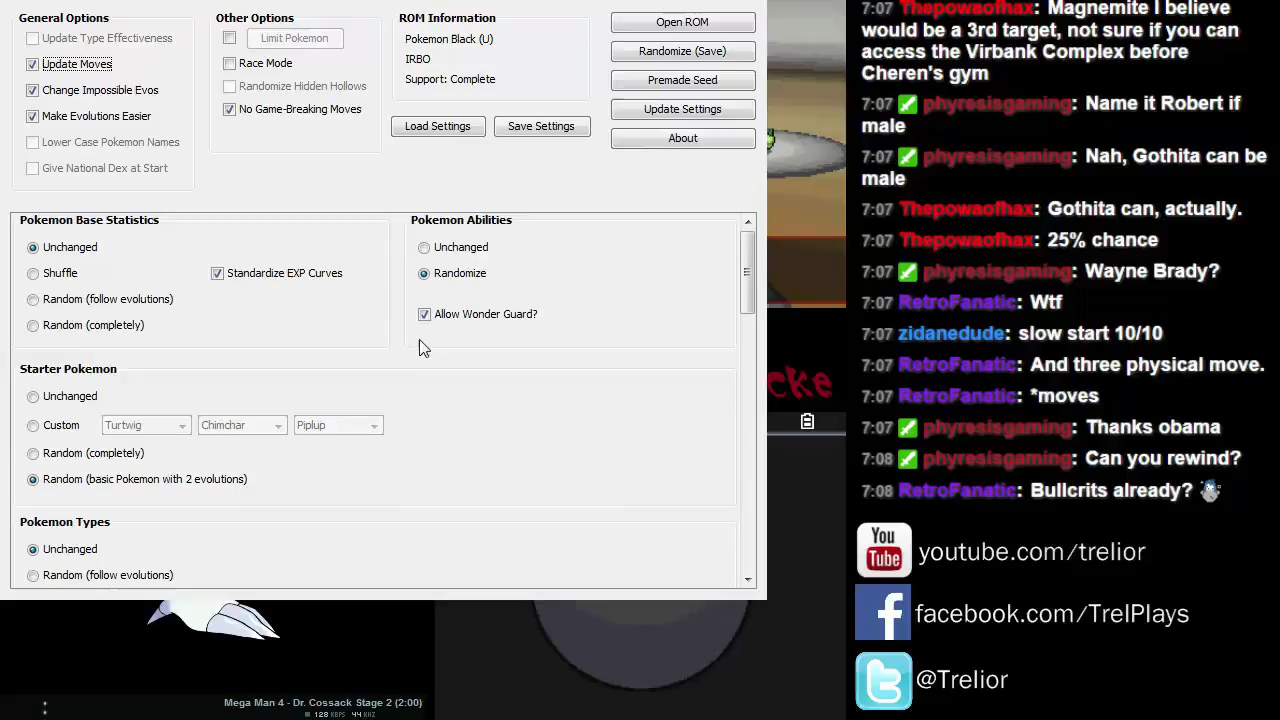 General Options
Update Type Effectiveness
Update Moves
Change Impossible Evos
Make Evolutions Easier
Lower Case Pokemon Names
Give National Dex at Start
Other Options
Limit Pokemon
Race Mode
Randomize Hidden Hollows
No Game-Breaking Moves
ROM Information
Pokemon Black (U)
IRBO
Support: Complete
Load Settings
Save Settings
Open ROM
Randomize (Save)
Premade Seed
Update Settings
About
Pokemon Base Statistics
Unchanged
Shuffle
Standardize EXP Curves
Random (follow evolutions)
Random (completely)
Pokemon Abilities
Unchanged
Randomize
Allow Wonder Guard?
Starter Pokemon
Unchanged
Custom
Turtwig
Chimchar
Piplup
Random (completely)
Random (basic Pokemon with 2 evolutions)
Pokemon Types
Unchanged
Random (follow evolutions)
cke
Mega Man 4 - Dr. Cossack Stage 2 (2:00)
128 KBPS 44 KHZ
7:07 Thepowaofhax: Magnemite I believe
would be a 3rd target, not sure if you can
access the Virbank Complex before
Cheren's gym
7:07 phyresisgaming: Name it Robert if
male
7:07 phyresisgaming: Nah, Gothita can be
male
7:07 Thepowaofhax: Gothita can, actually.
7:07 Thepowaofhax: 25% chance
7:07 phyresisgaming: Wayne Brady?
7:07 RetroFanatic: Wtf
7:07 zidanedude: slow start 10/10
7:07 RetroFanatic: And three physical move.
7:07 RetroFanatic: *moves
7:07 phyresisgaming: Thanks obama
7:08 phyresisgaming: Can you rewind?
7:08 RetroFanatic: Bullcrits already?
You
Tube
youtube.com/trelior
facebook.com/TrelPlays
@Trelior